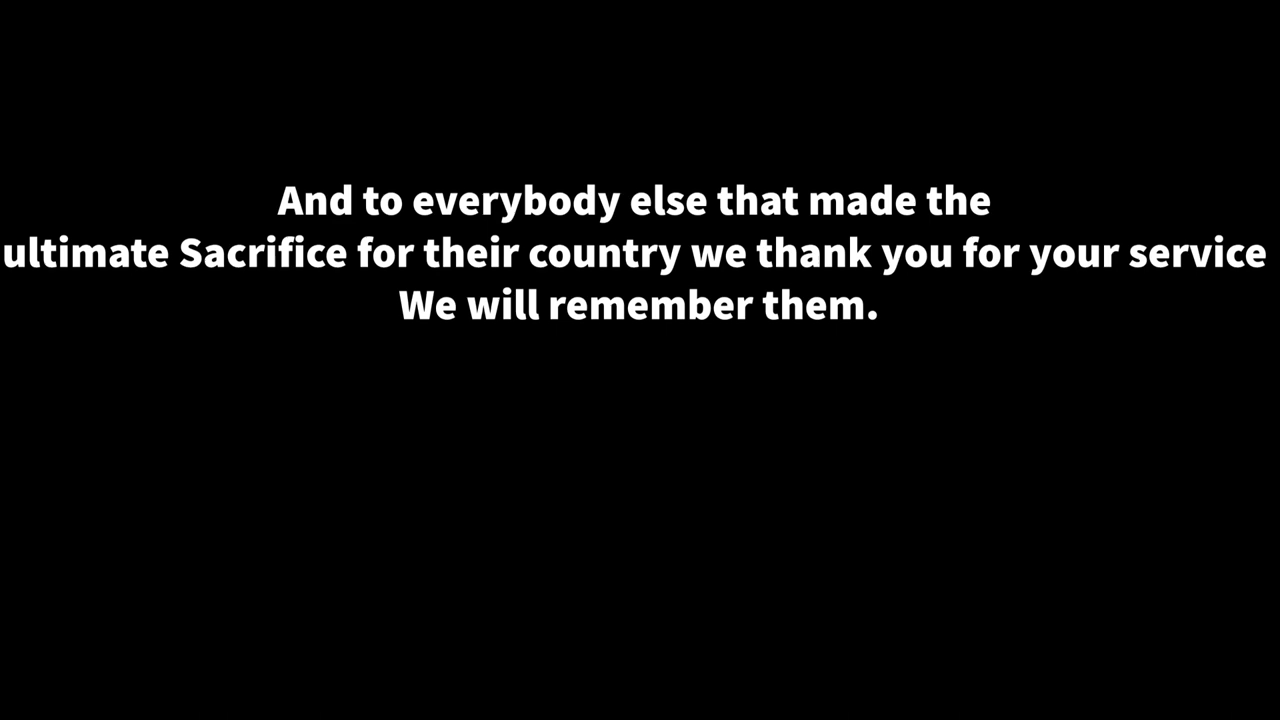 And to everybody else that made the
ultimate Sacrifice for their country we thank you for your service
We will remember them.